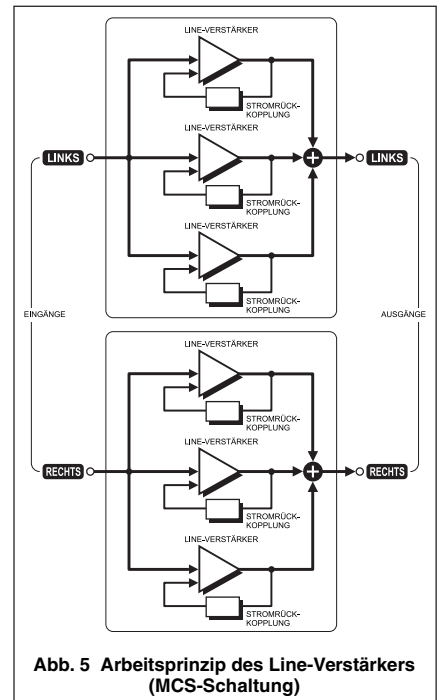 LINE-VERSTÄRKER
STROMRÜCK-
KOPPLUNG
LINE-VERSTÄRKER
LINKS
LINKS
STROMRÜCK-
KOPPLUNG
LINE-VERSTÄRKER
STROMRÜCK-
KOPPLUNG
EINGÄNGE
AUSGÄNGE
LINE-VERSTÄRKER
STROMRÜCK-
KOPPLUNG
LINE-VERSTÄRKER
RECHTS
RECHTS
STROMRÜCK-
KOPPLUNG
LINE-VERSTÄRKER
STROMRÜCK-
KOPPLUNG
Abb. 5 Arbeitsprinzip des Line-Verstärkers
(MCS-Schaltung)